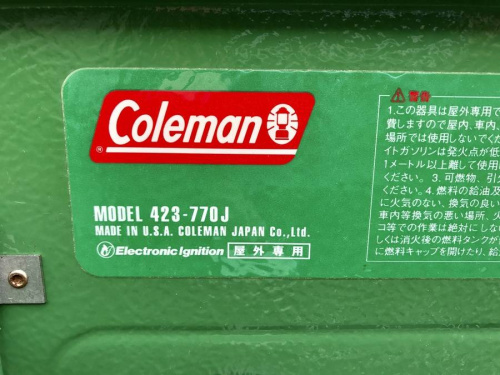 Coleman
®
MODEL 423-770J
MADE IN U.S.A. COLEMAN JAPAN Co.,Ltd.
Electronic Ignition 屋外専用
警告
1.この器具は屋外専用で
費しますので屋内、車内、
場所では使用しないでくだ
イトガソリンは発火点が低
1メートル以上離して使用
ください。3.可燃物、引火
ください。4.燃料の給油及
に火気のない、換気の良い
車内等換気の悪い場所、火
コ等での作業は絶対にしな
しくは消火後の燃料タンクが
に燃料キャップを開けたり、給